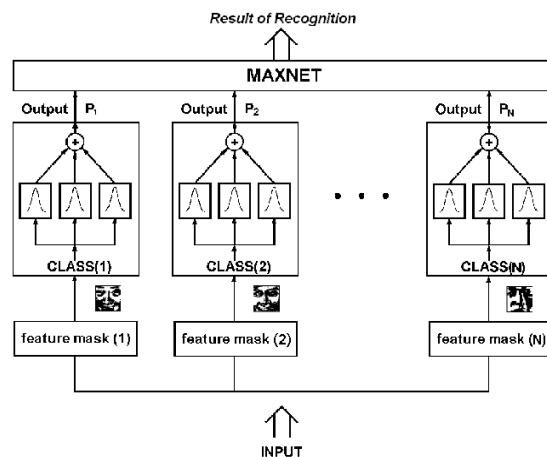 Result of Recognition
MAXNET
Output P1 Output P2 Output PN
CLASS(1) CLASS(2) CLASS(N)
feature mask (1) feature mask (2) feature mask (N)
INPUT